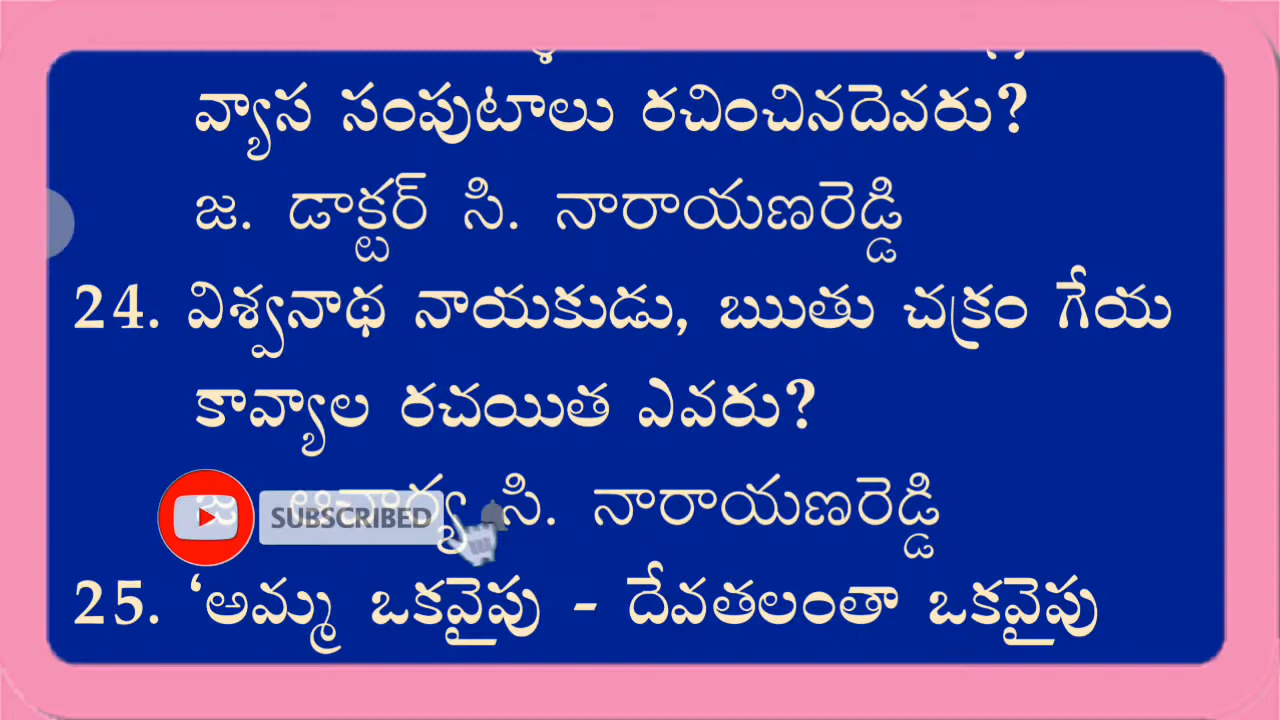 వ్యాస సంపుటాలు రచించినదెవరు?
జ. డాక్టర్ సి. నారాయణరెడ్డి
24. విశ్వనాథ నాయకుడు, ఋతు చక్రం గేయ
కావ్యాల రచయిత ఎవరు?
జ. ఆచార్య సి. నారాయణరెడ్డి
SUBSCRIBED
25. ‘అమ్మ ఒకవైపు - దేవతలంతా ఒకవైపు